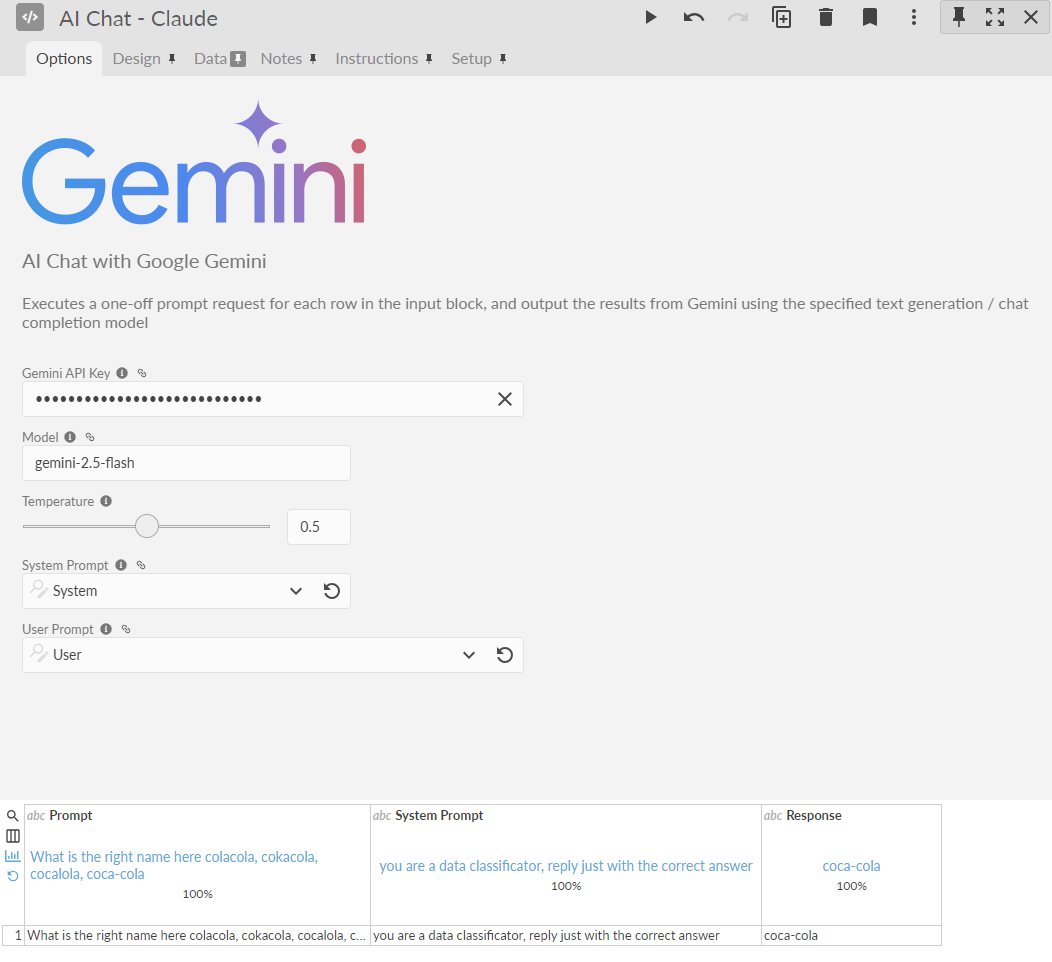 </> AI Chat - Claude
Options Design Data Notes Instructions Setup
Gemini
AI Chat with Google Gemini
Executes a one-off prompt request for each row in the input block, and output the results from Gemini using the specified text generation / chat
completion model
Gemini API Key
•••••••••••••••••••••••••••••
Model
gemini-2.5-flash
Temperature
0.5
System Prompt
System
User Prompt
User
abc Prompt abc System Prompt abc Response
What is the right name here colacola, cokacola,
cocalola, coca-cola
100%
you are a data classificator, reply just with the correct answer
100%
coca-cola
100%
1 What is the right name here colacola, cokacola, cocalola, c... you are a data classificator, reply just with the correct answer coca-cola